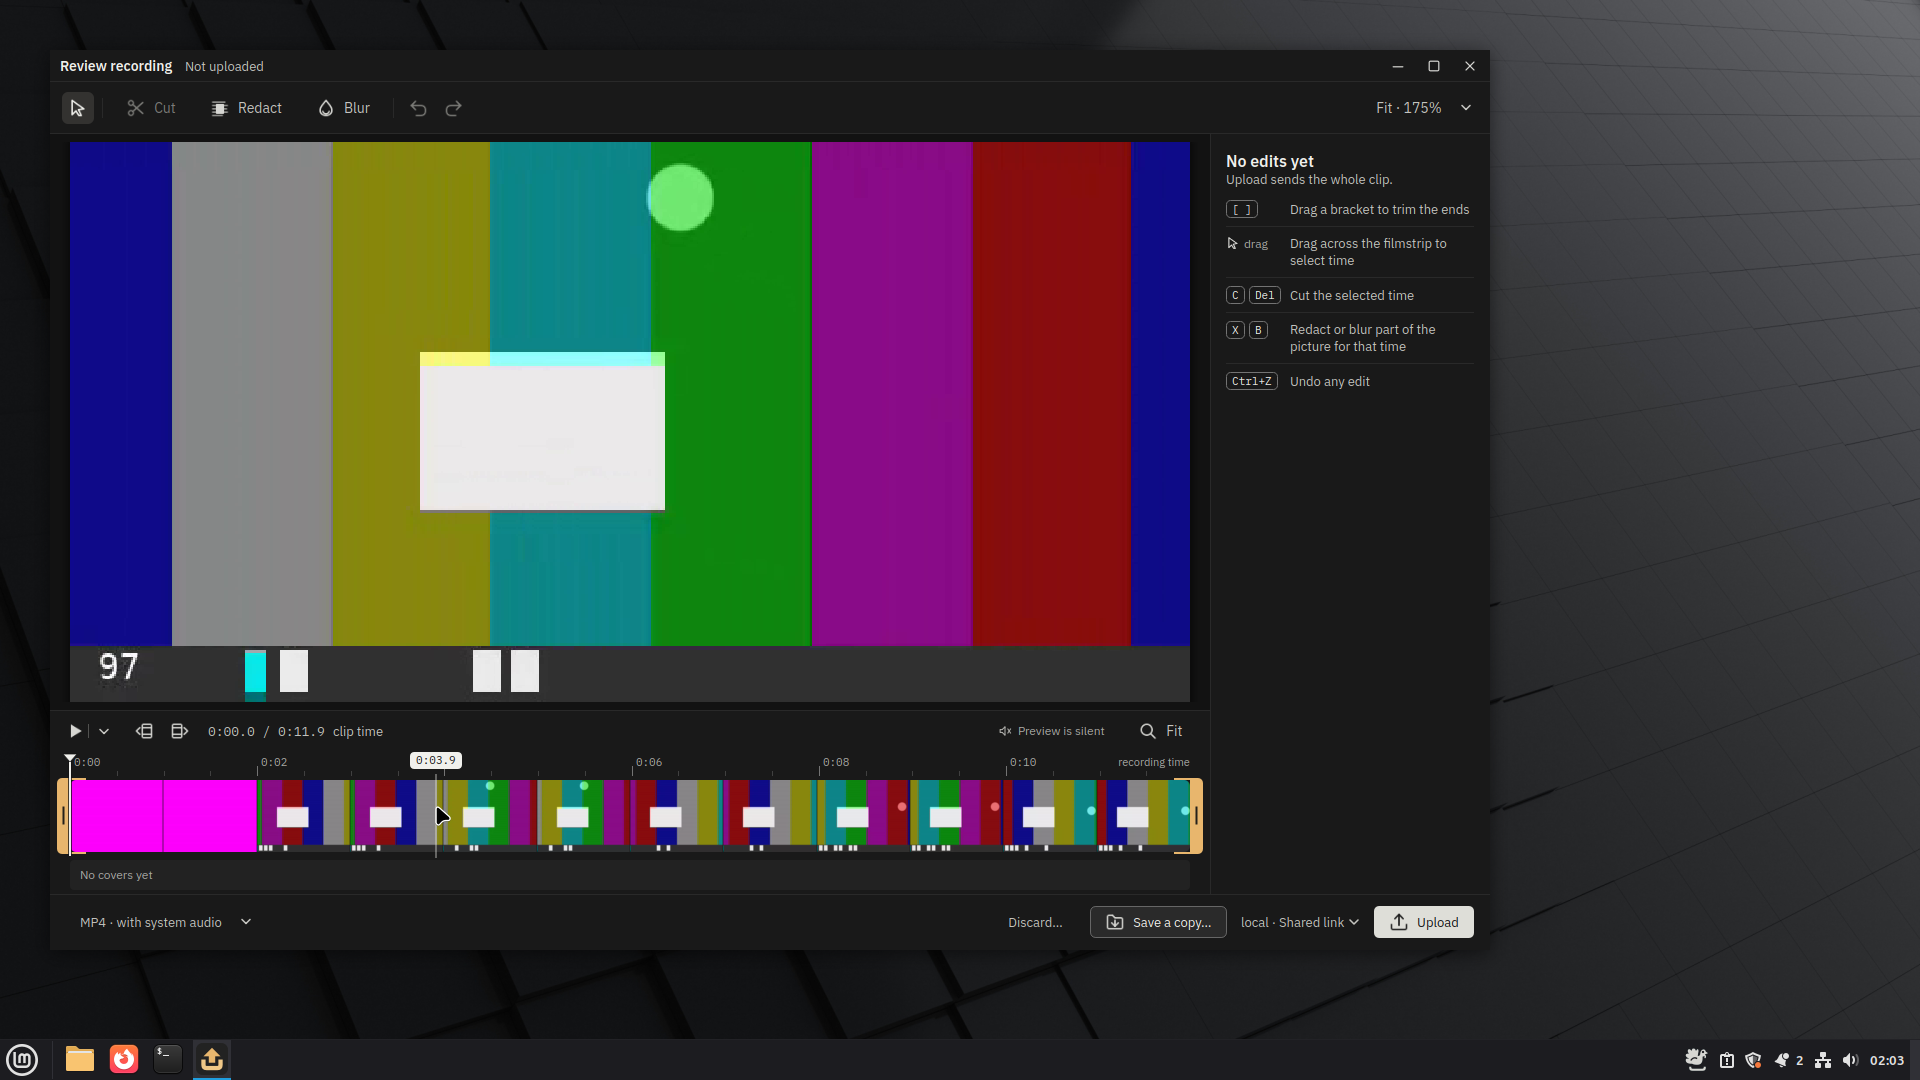 Review recording Not uploaded
Cut Redact Blur Fit · 175%
No edits yet
Upload sends the whole clip.
[ ] Drag a bracket to trim the ends
drag Drag across the filmstrip to
select time
C Del Cut the selected time
X B Redact or blur part of the
picture for that time
Ctrl+Z Undo any edit
97
0:00.0 / 0:11.9 clip time Preview is silent Fit
0:00 0:02 0:03.9 0:06 0:08 0:10 recording time
No covers yet
MP4 · with system audio Discard... Save a copy... local · Shared link Upload
$_ 2 02:03